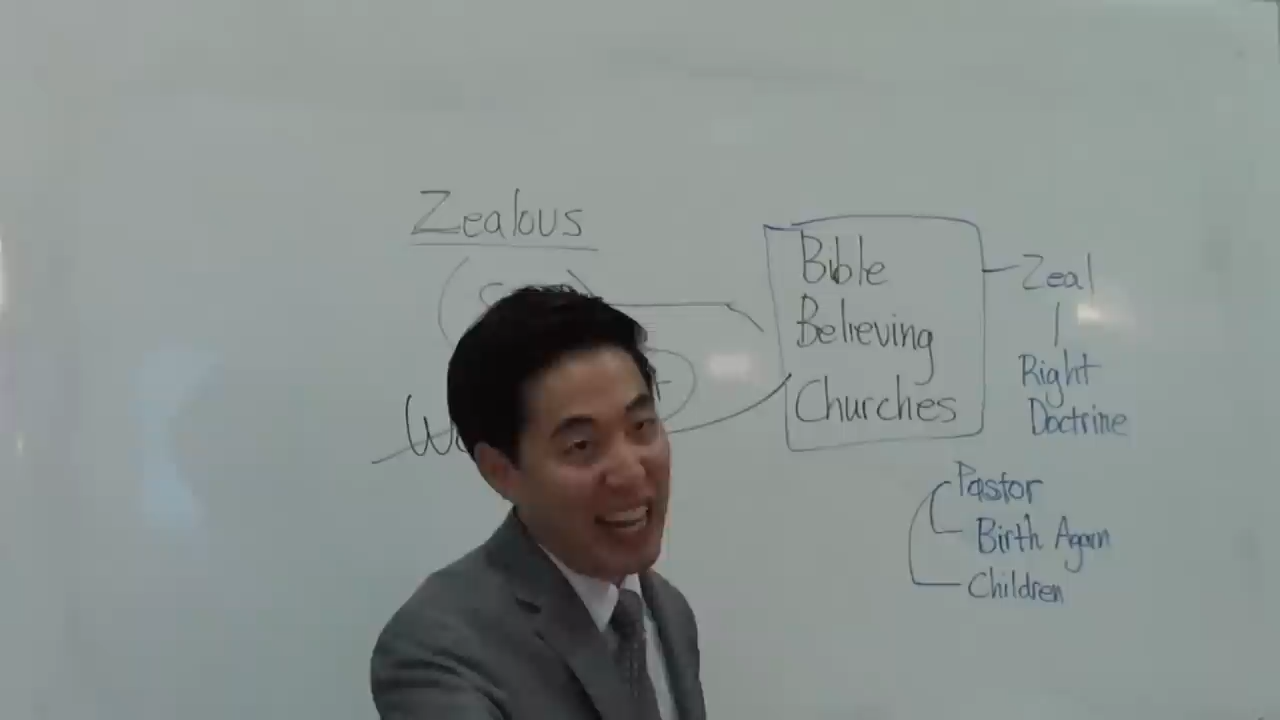 Zealous
Bible
Believing
Churches
Zeal
Right
Doctrine
Pastor
Birth Again
Children